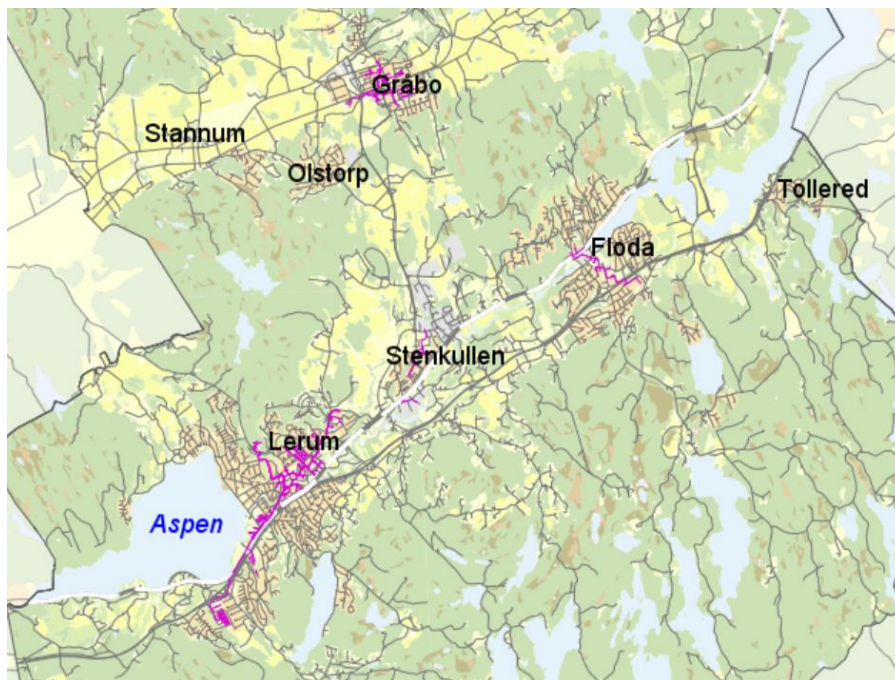 Gråbo
Stannum
Olstorp
Tollered
Floda
Stenkullen
Lerum
Aspen